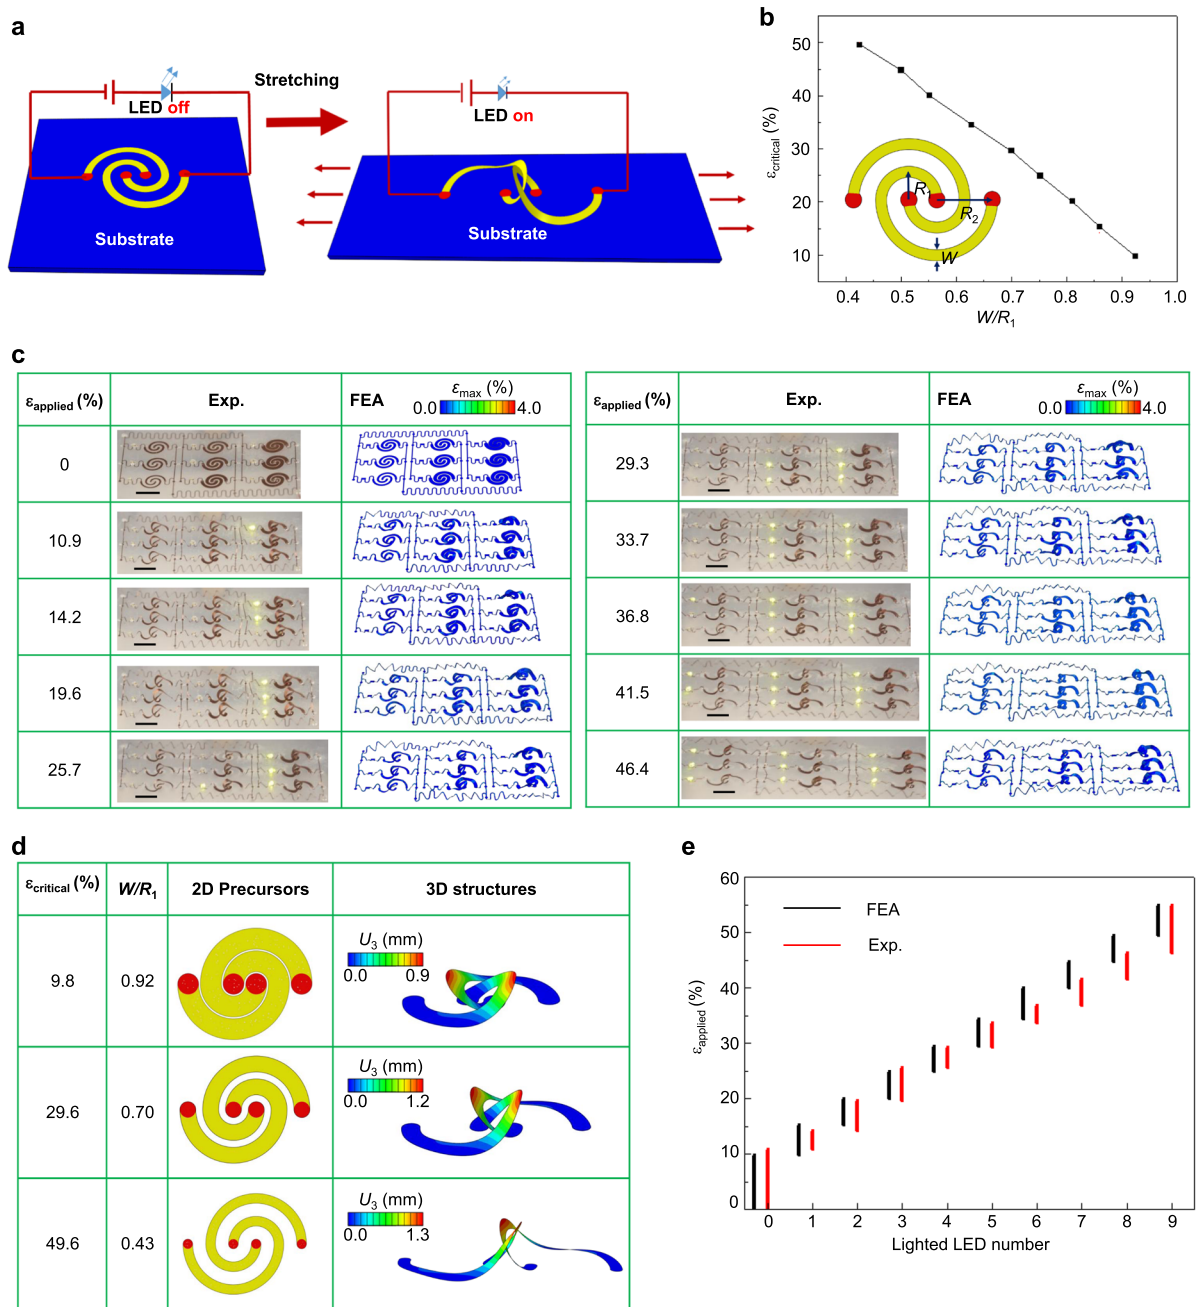 a
LED off
Substrate
Stretching
LED on
Substrate
b
εcritical (%)
50
40
30
20
10
0.4 0.5 0.6 0.7 0.8 0.9 1.0
W/R1
R1
R2
W
c
εapplied (%) Exp. FEA εmax (%) 0.0 4.0
0
10.9
14.2
19.6
25.7
εapplied (%) Exp. FEA εmax (%) 0.0 4.0
29.3
33.7
36.8
41.5
46.4
d
εcritical (%) W/R1 2D Precursors 3D structures
9.8 0.92 U3 (mm) 0.0 0.9
29.6 0.70 U3 (mm) 0.0 1.2
49.6 0.43 U3 (mm) 0.0 1.3
e
εapplied (%)
60
50
40
30
20
10
0
FEA
Exp.
0 1 2 3 4 5 6 7 8 9
Lighted LED number